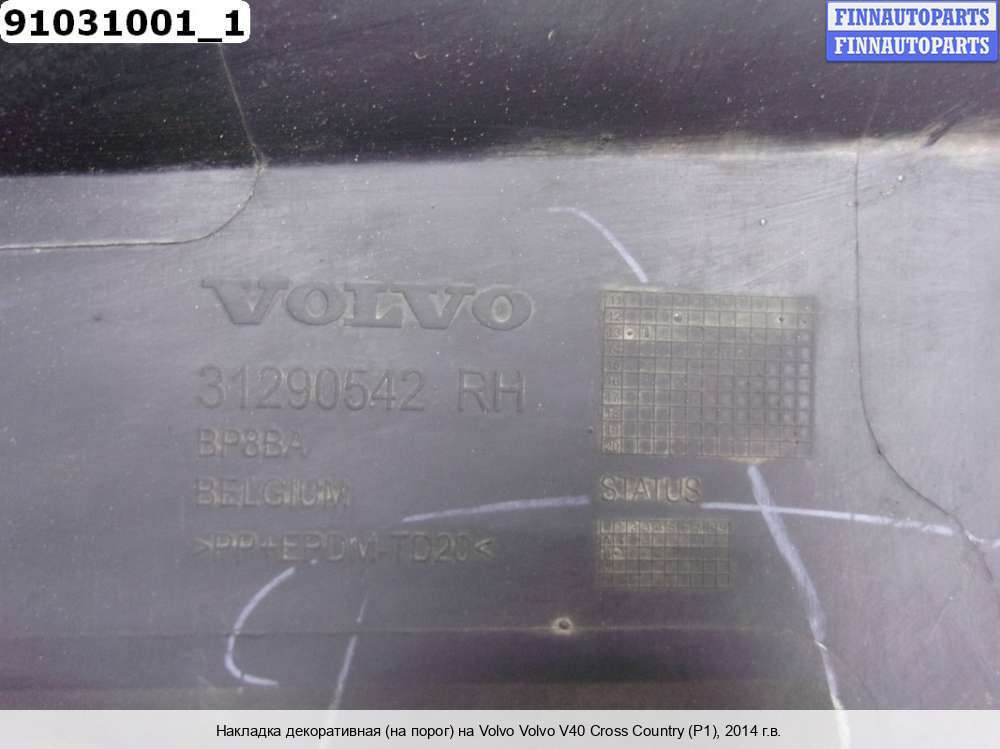 91031001_1
FINNAUTOPARTS
FINNAUTOPARTS
VOLVO
31290542 RH
BP8BA
BELGIUM
STATUS
>PP+EPDM-TD20<
Накладка декоративная (на порог) на Volvo Volvo V40 Cross Country (P1), 2014 г.в.